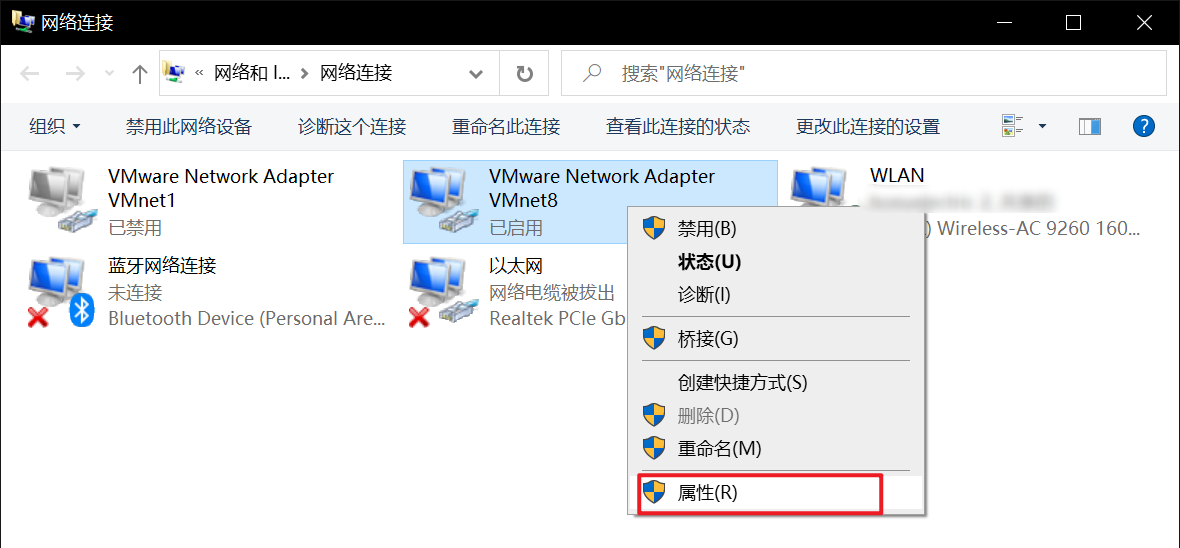 网络连接
« 网络和 I... › 网络连接
搜索"网络连接"
组织 禁用此网络设备 诊断这个连接 重命名此连接 查看此连接的状态 更改此连接的设置
VMware Network Adapter
VMnet1
已禁用
VMware Network Adapter
VMnet8
已启用
WLAN
) Wireless-AC 9260 160...
蓝牙网络连接
未连接
Bluetooth Device (Personal Are...
以太网
网络电缆被拔出
Realtek PCIe Gb
禁用(B)
状态(U)
诊断(I)
桥接(G)
创建快捷方式(S)
删除(D)
重命名(M)
属性(R)